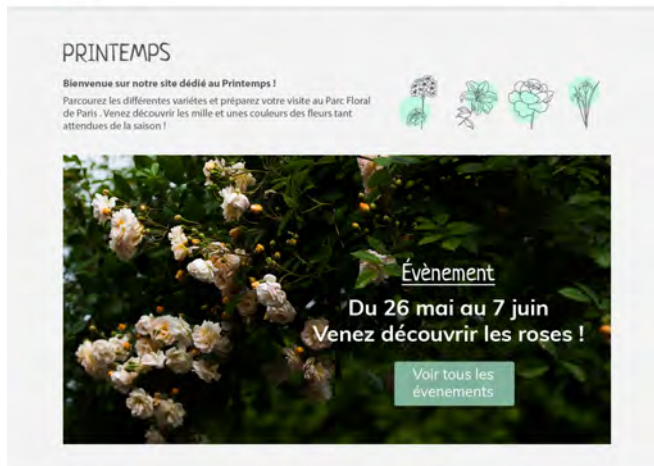 PRINTEMPS
Bienvenue sur notre site dédié au Printemps !
Parcourez les différentes variétes et préparez votre visite au Parc Floral
de Paris . Venez découvrir les mille et unes couleurs des fleurs tant
attendues de la saison !
Évènement
Du 26 mai au 7 juin
Venez découvrir les roses !
Voir tous les
évenements